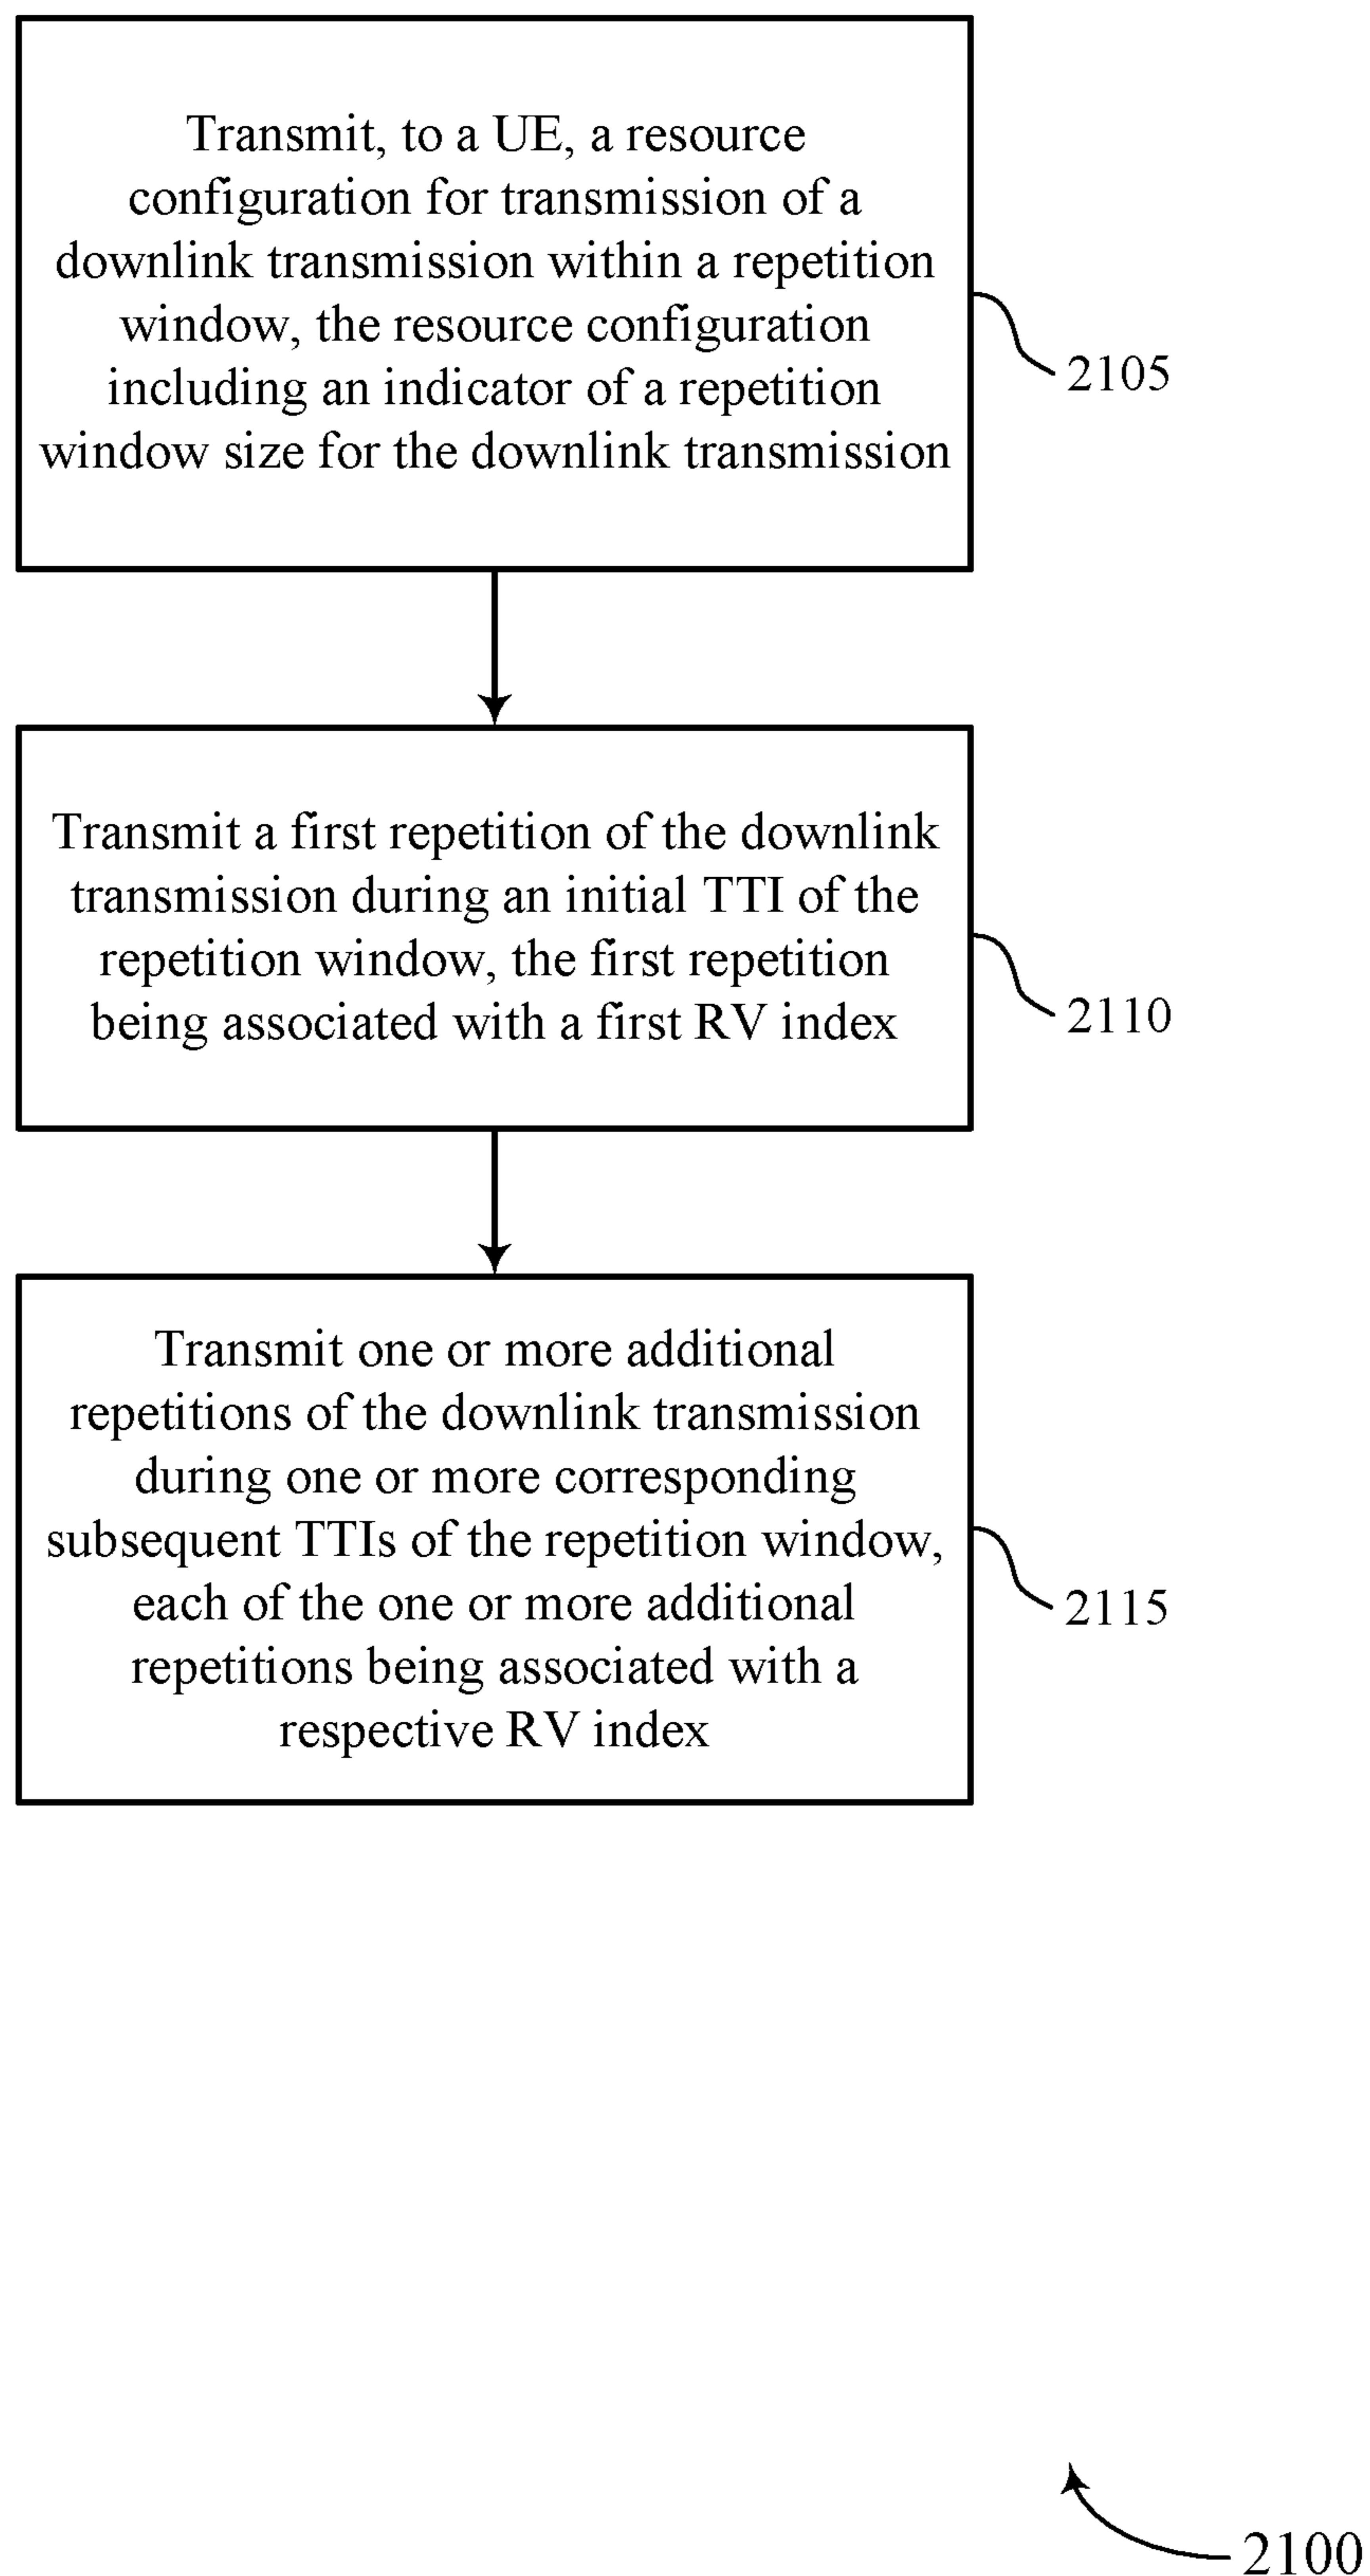 Transmit, to a UE, a resource
configuration for transmission of a
downlink transmission within a repetition
window, the resource configuration
including an indicator of a repetition
window size for the downlink transmission
2105
Transmit a first repetition of the downlink
transmission during an initial TTI of the
repetition window, the first repetition
being associated with a first RV index
2110
Transmit one or more additional
repetitions of the downlink transmission
during one or more corresponding
subsequent TTIs of the repetition window,
each of the one or more additional
repetitions being associated with a
respective RV index
2115
2100